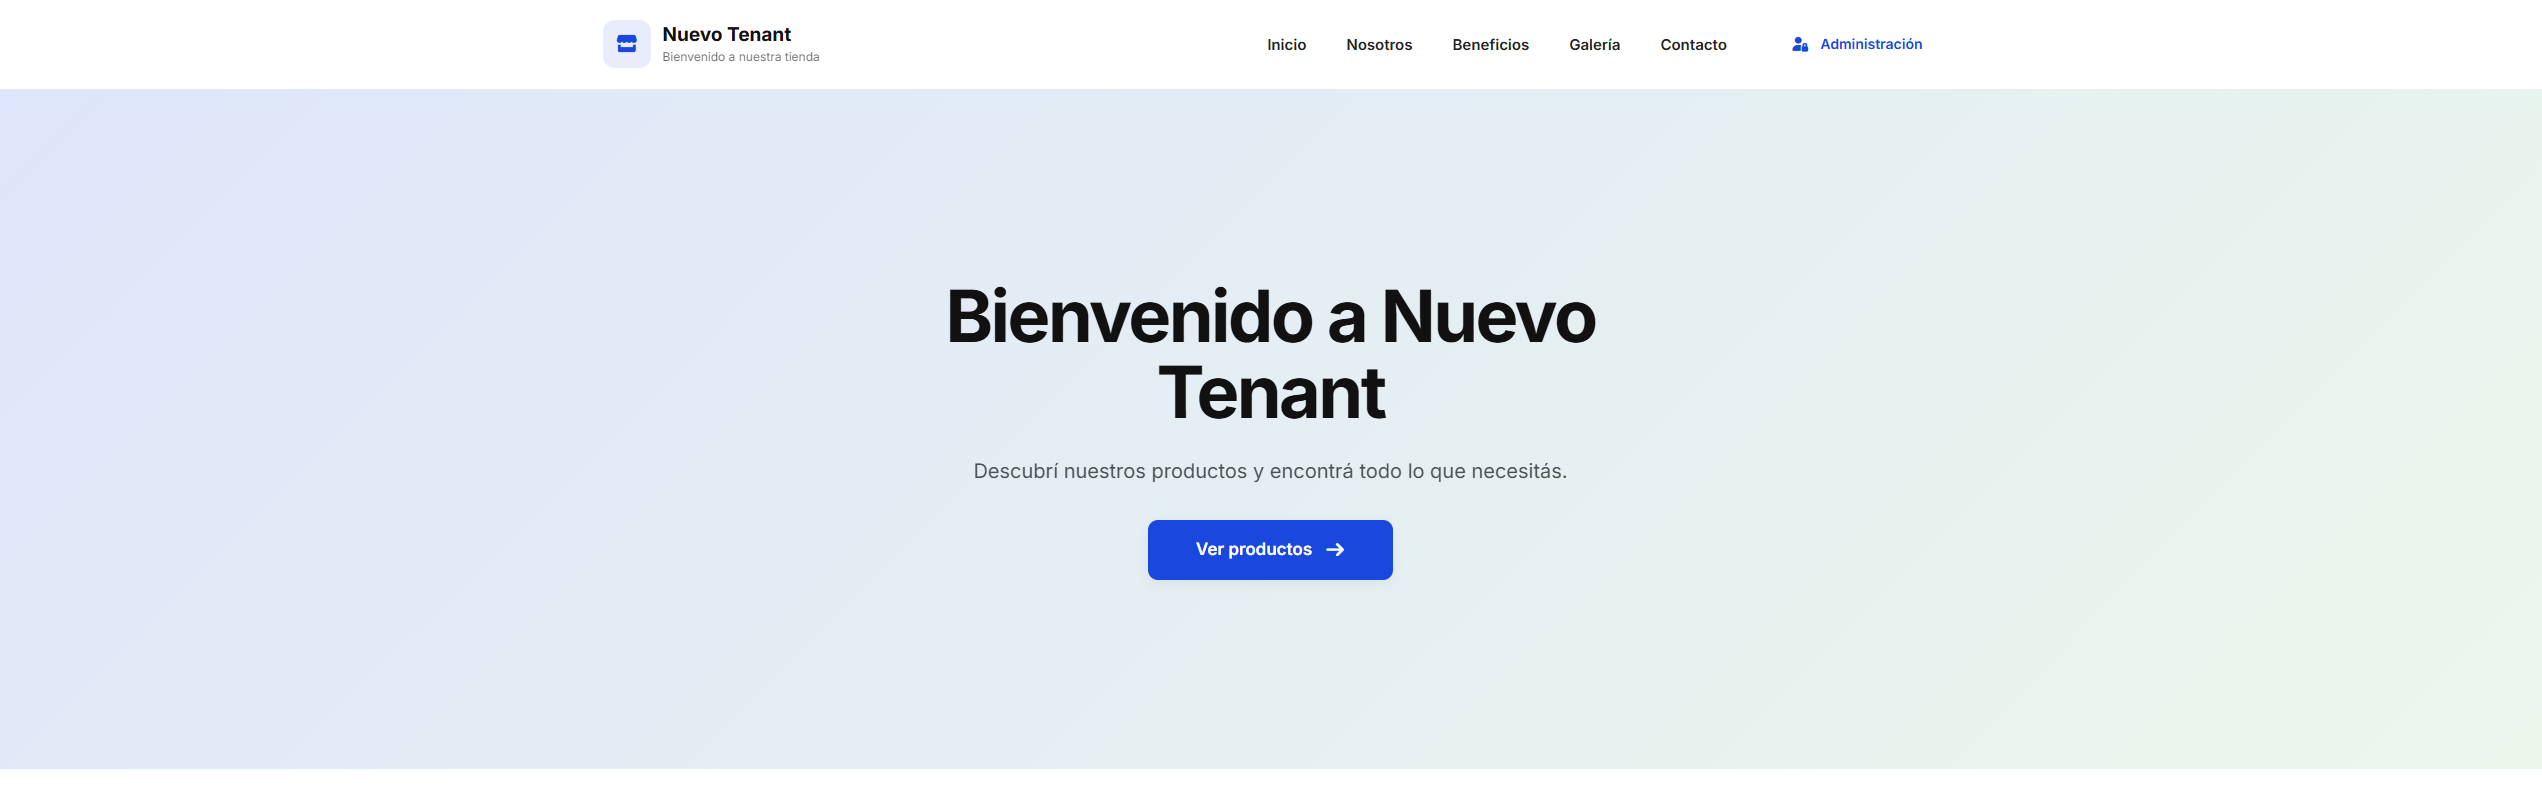 Nuevo Tenant
Bienvenido a nuestra tienda
Inicio
Nosotros
Beneficios
Galería
Contacto
Administración
Bienvenido a Nuevo
Tenant
Descubrí nuestros productos y encontrá todo lo que necesitás.
Ver productos